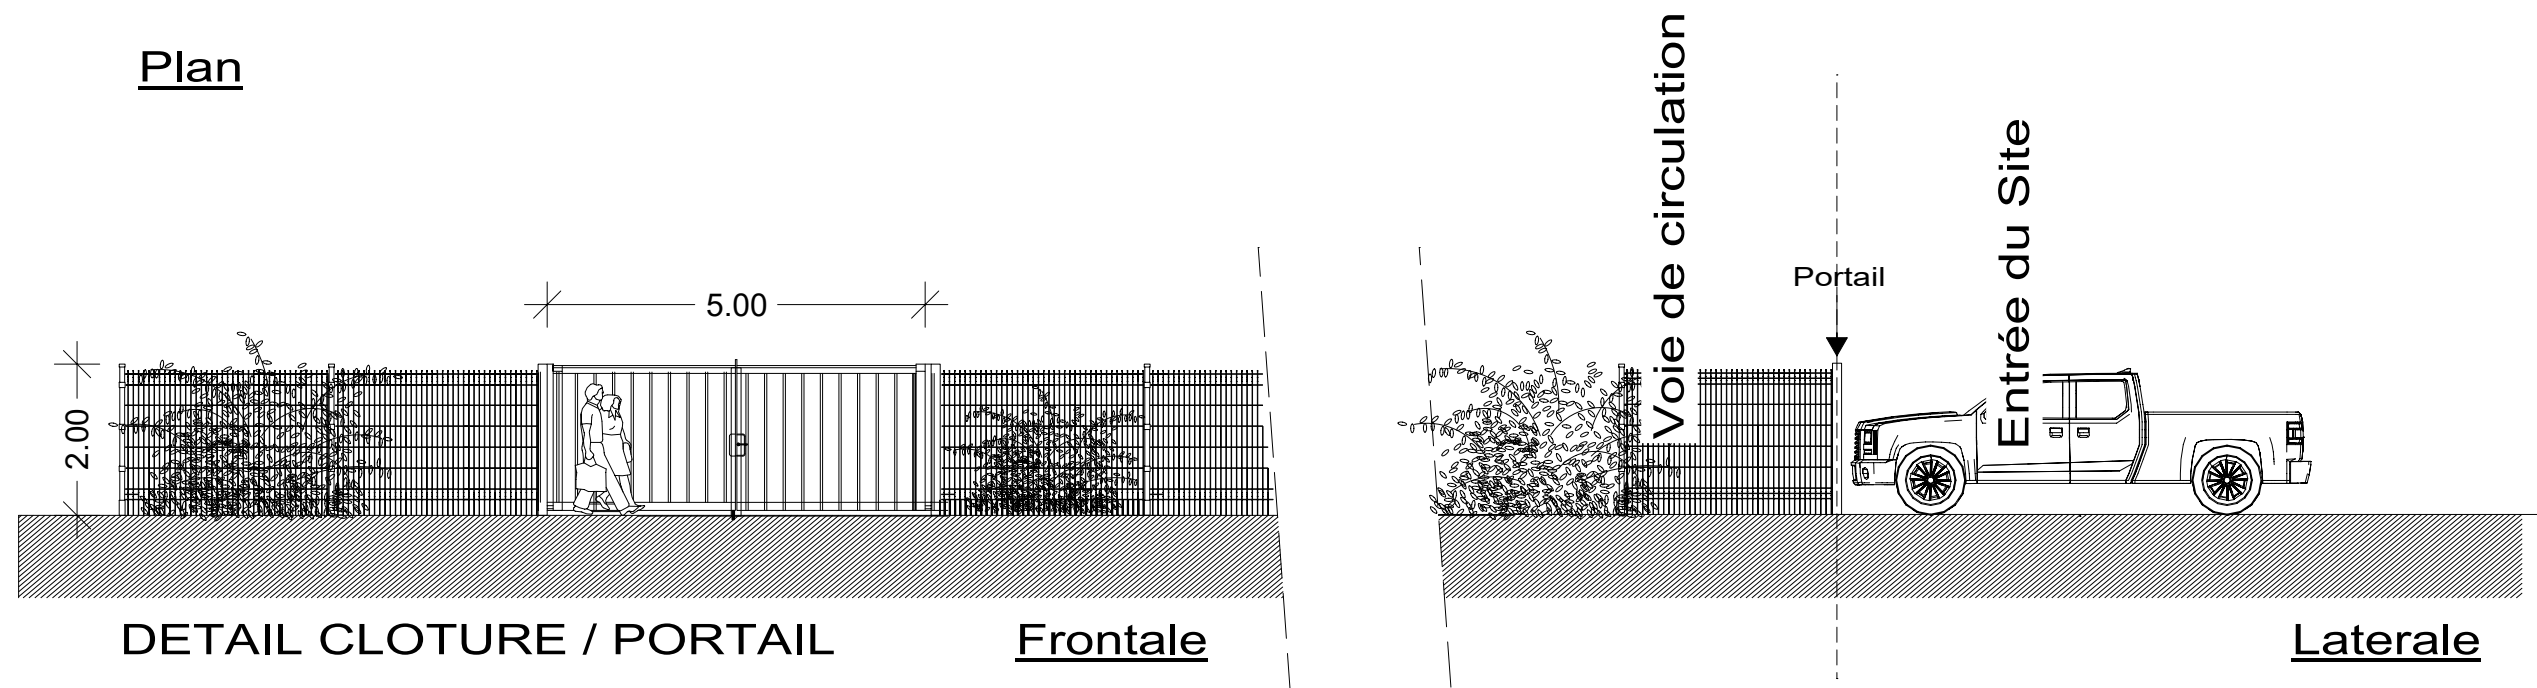 Plan
Voie de circulation
Entrée du Site
Portail
5.00
2.00
DETAIL CLOTURE / PORTAIL
Frontale
Laterale